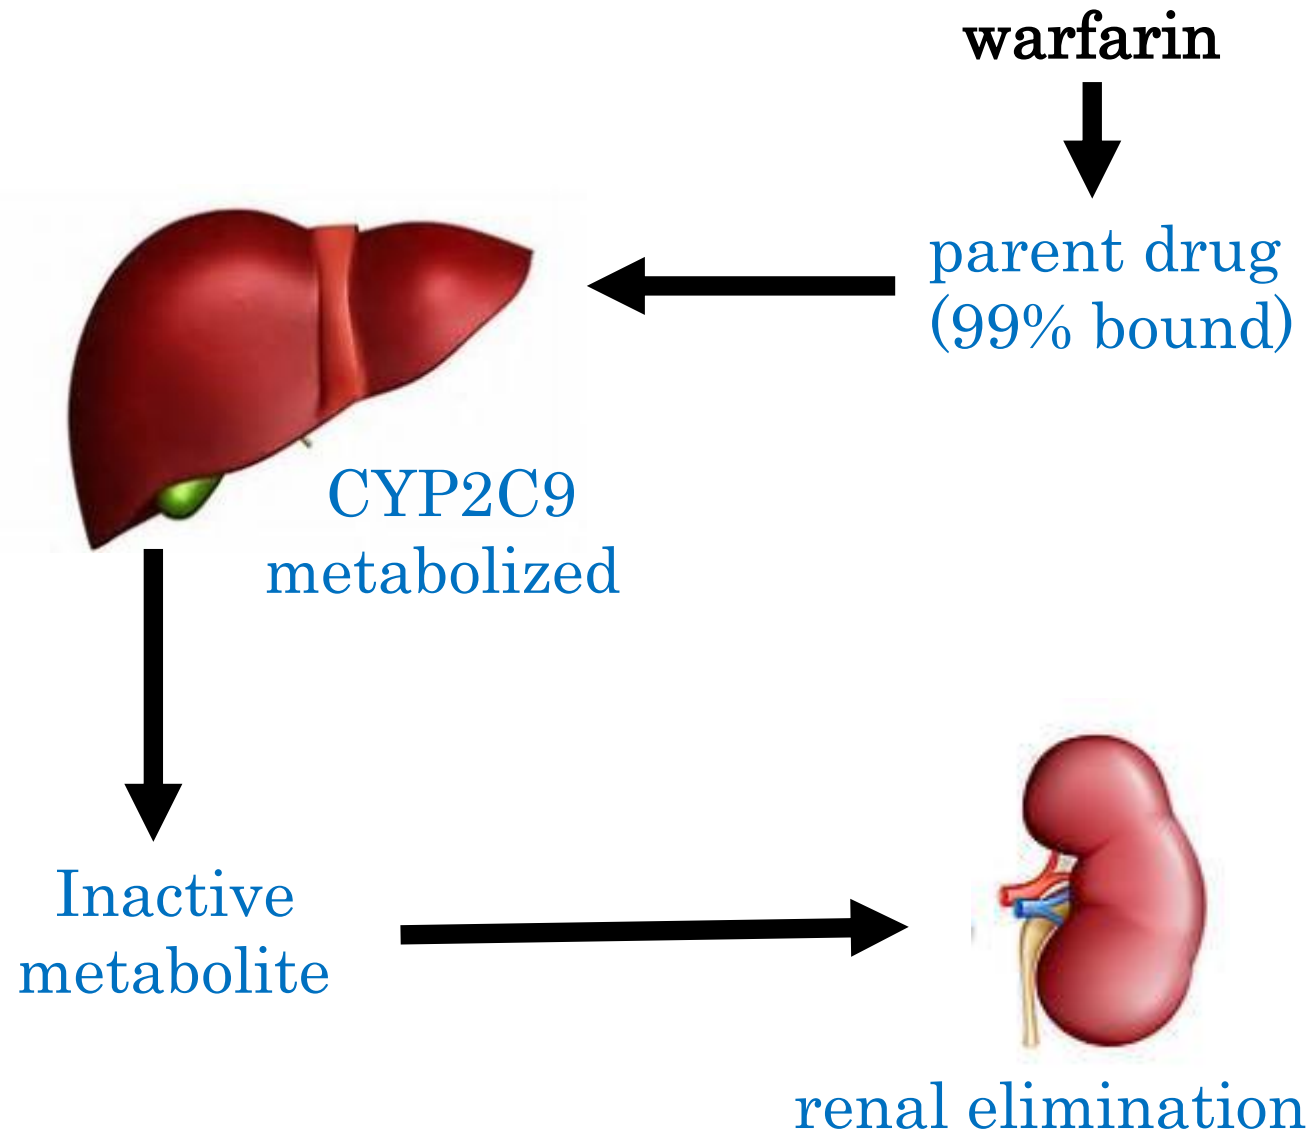 warfarin
parent drug
(99% bound)
CYP2C9
metabolized
Inactive
metabolite
renal elimination